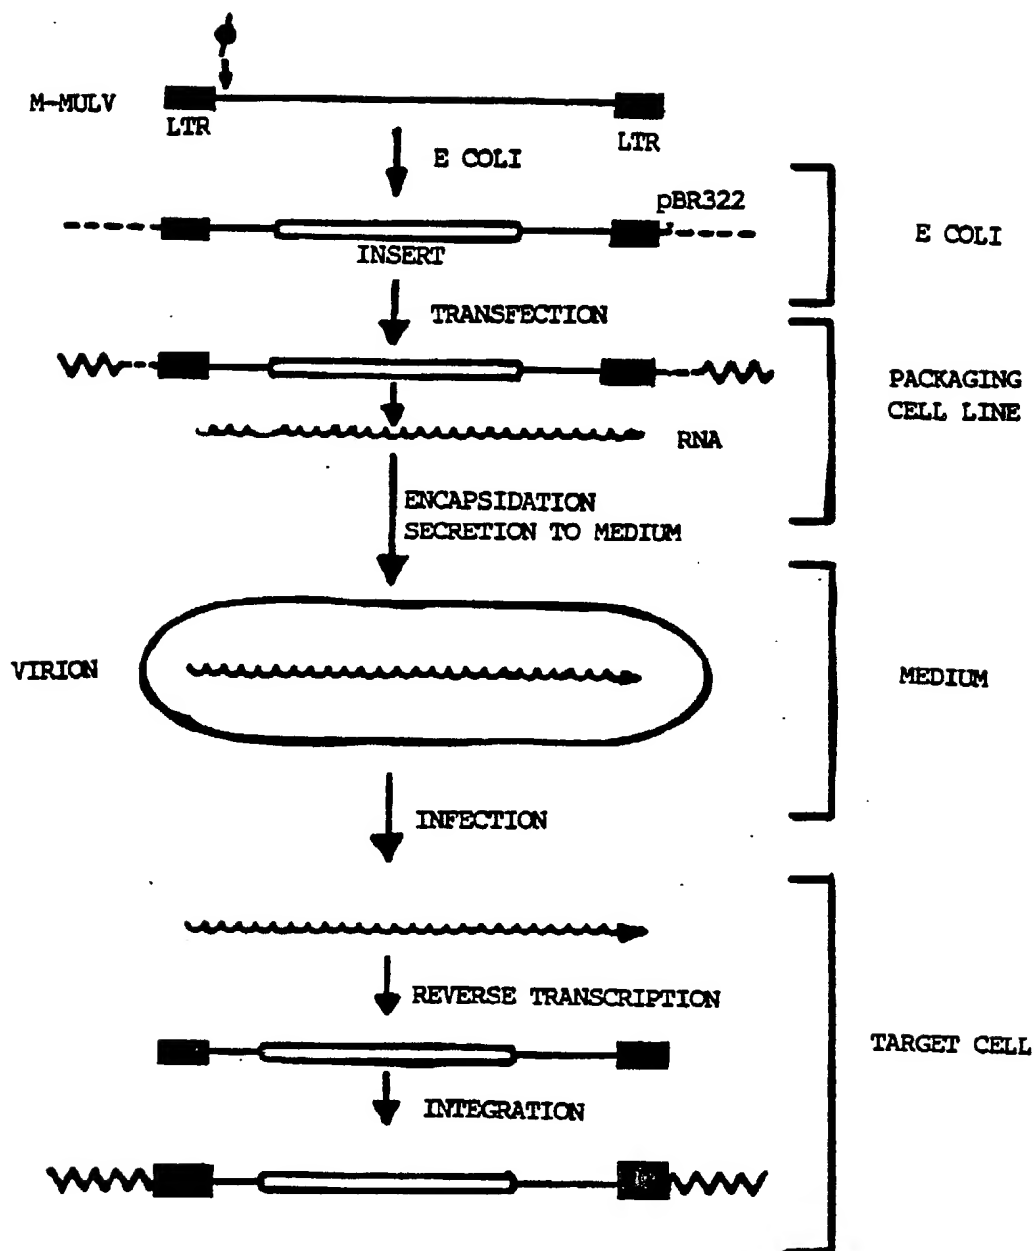 M-MULV
LTR
LTR
E COLI
pBR322
E COLI
INSERT
TRANSFECTION
PACKAGING
CELL LINE
RNA
ENCAPSIDATION
SECRETION TO MEDIUM
VIRION
MEDIUM
INFECTION
REVERSE TRANSCRIPTION
TARGET CELL
INTEGRATION